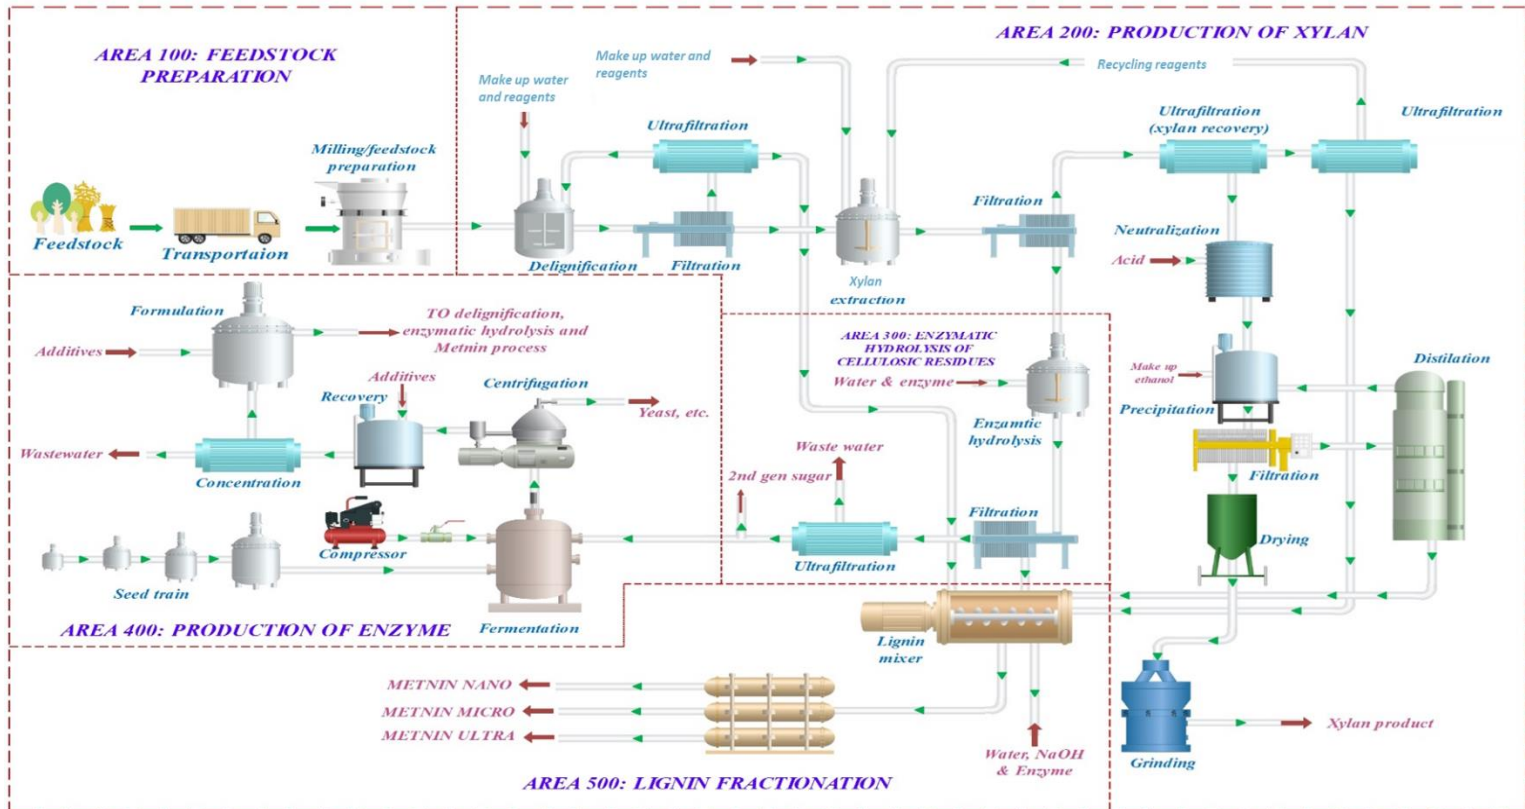 AREA 100: FEEDSTOCK
PREPARATION
Milling/feedstock
preparation
Feedstock
Transportaion
AREA 200: PRODUCTION OF XYLAN
Make up water and
reagents
Make up water
and reagents
Recycling reagents
Ultrafiltration
Ultrafiltration
(xylan recovery)
Ultrafiltration
Delignification
Filtration
Xylan
extraction
Filtration
Neutralization
Acid
Make up
ethanol
Precipitation
Distilation
Filtration
Drying
Grinding
Xylan product
AREA 300: ENZYMATIC
HYDROLYSIS OF
CELLULOSIC RESIDUES
Water & enzyme
Enzamtic
hydrolysis
Waste water
2nd gen sugar
Ultrafiltration
Filtration
Formulation
TO delignification,
enzymatic hydrolysis and
Metnin process
Additives
Additives
Recovery
Centrifugation
Yeast, etc.
Wastewater
Concentration
Compressor
Seed train
Fermentation
AREA 400: PRODUCTION OF ENZYME
Lignin
mixer
METNIN NANO
METNIN MICRO
METNIN ULTRA
Water, NaOH
& Enzyme
AREA 500: LIGNIN FRACTIONATION